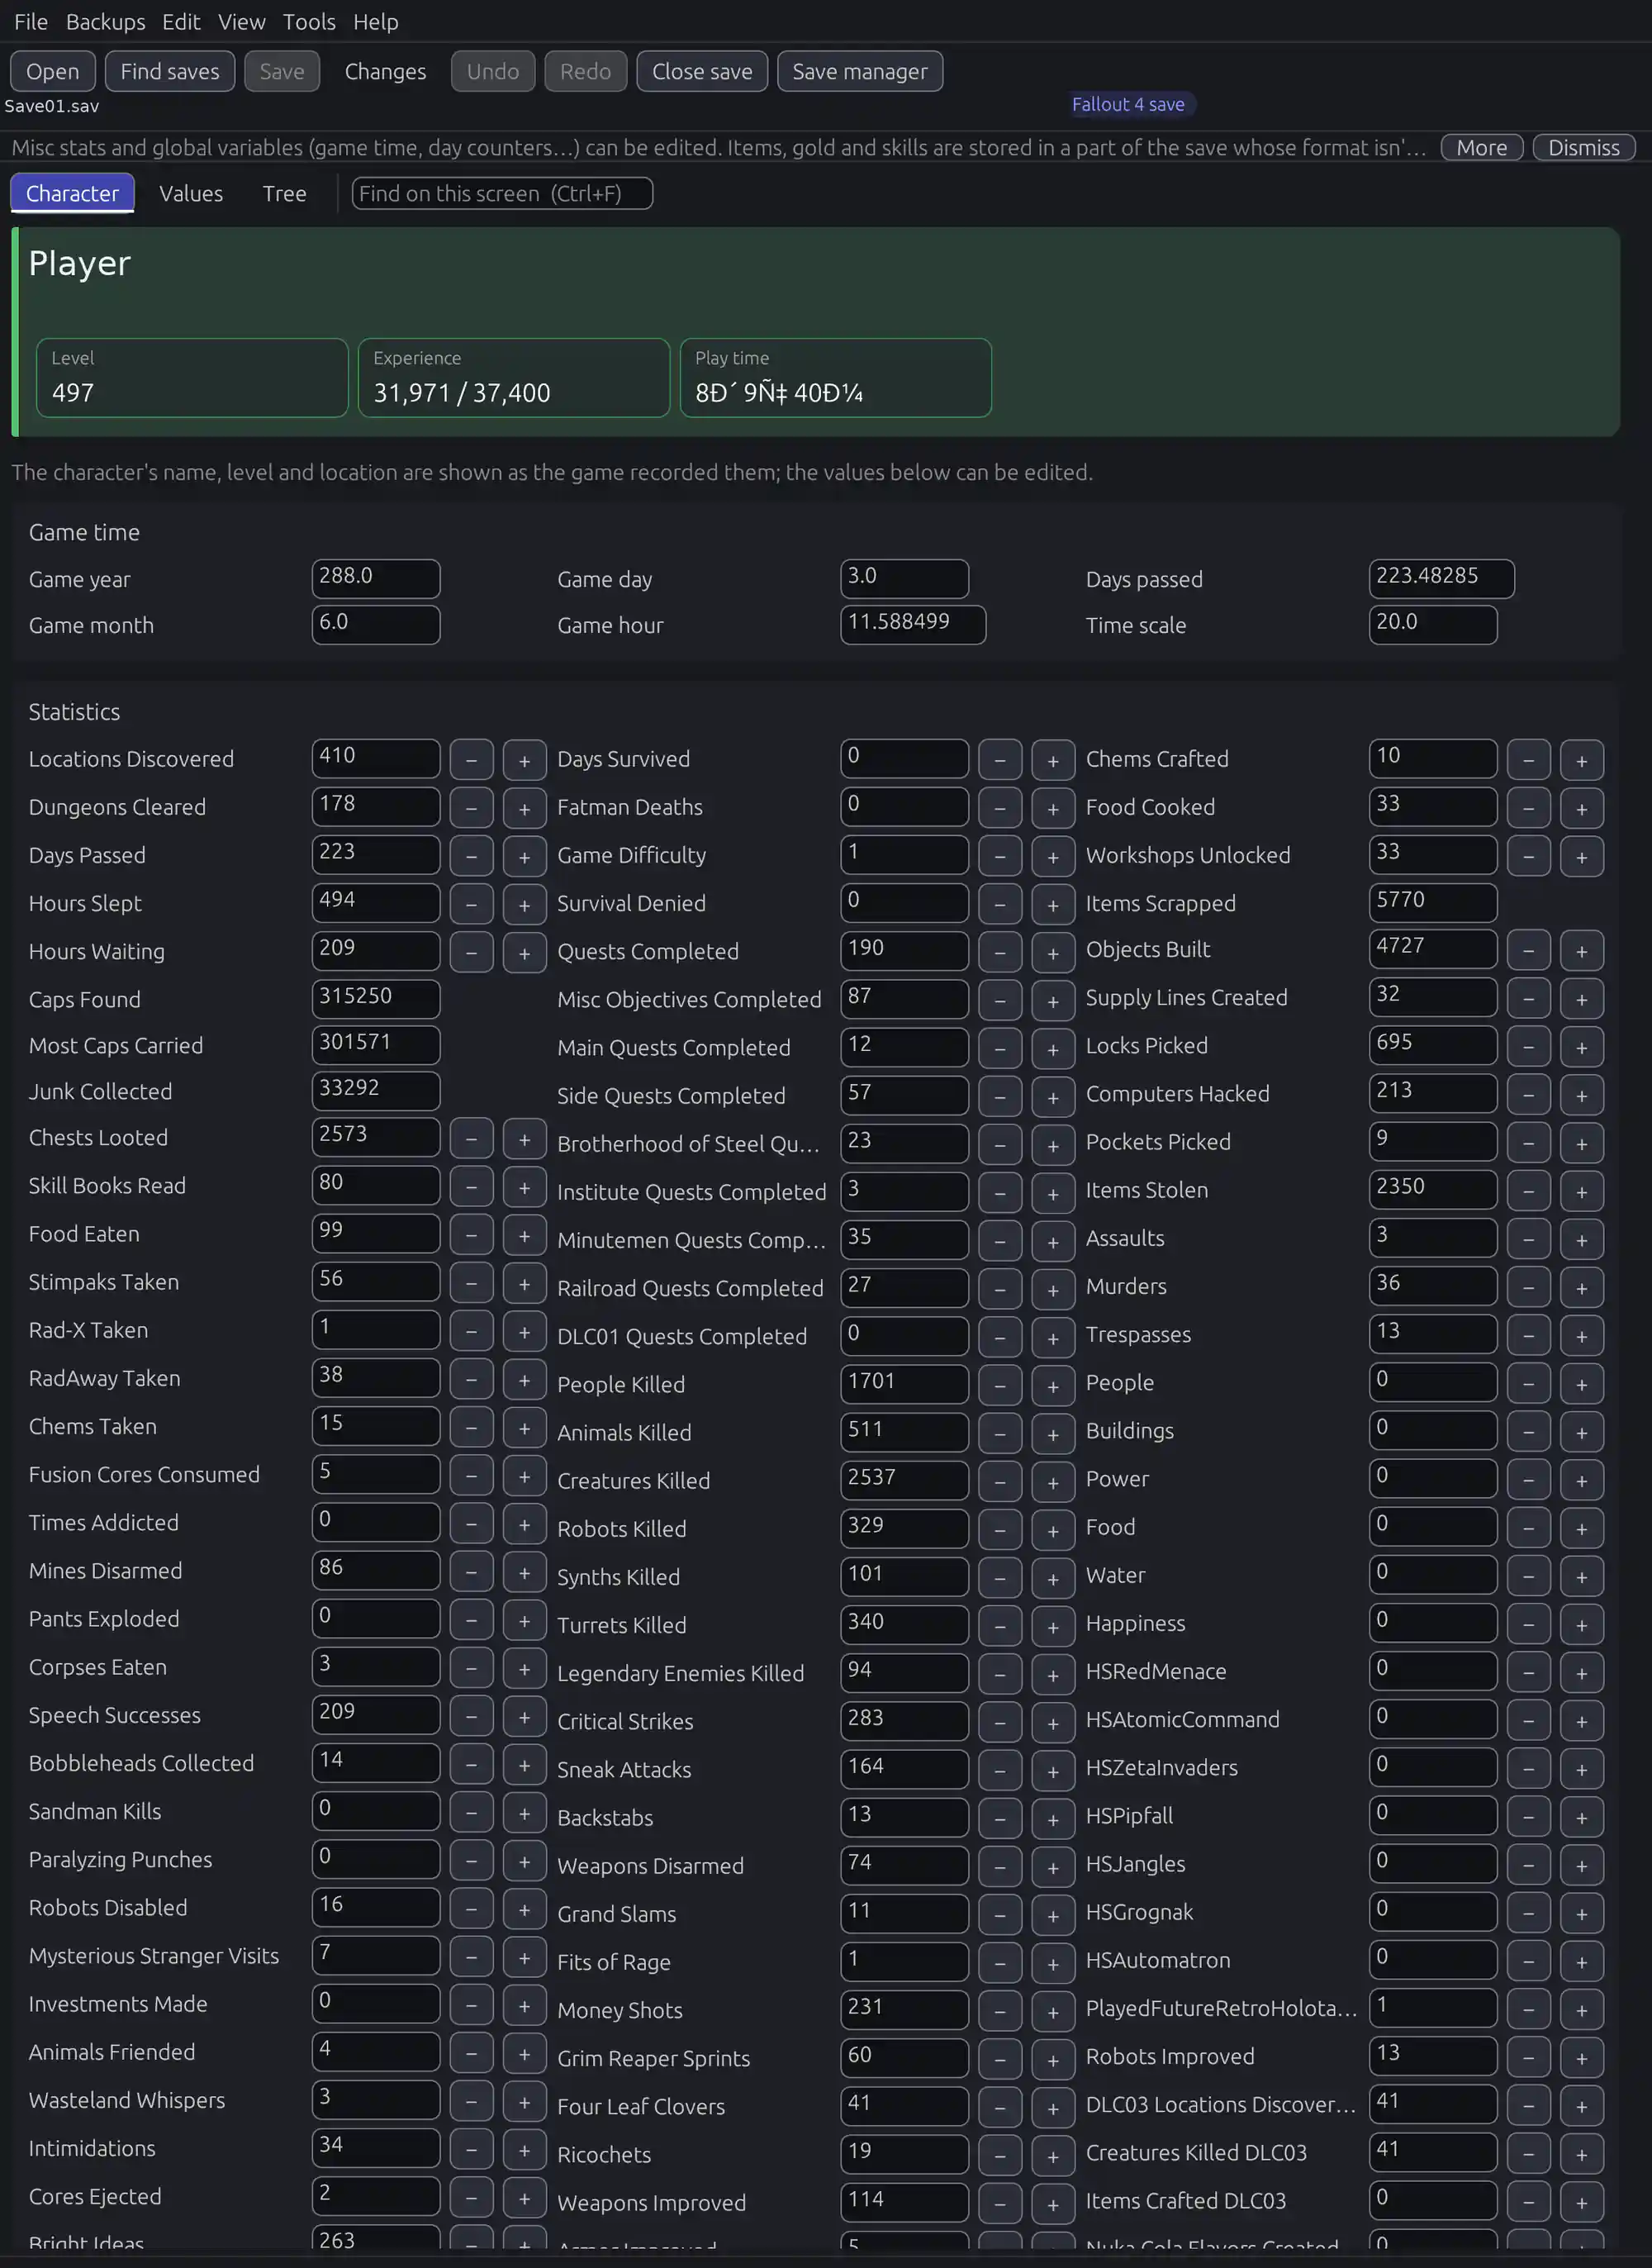 File Backups Edit View Tools Help
Open Find saves Save Changes Undo Redo Close save Save manager
Save01.sav Fallout 4 save
Misc stats and global variables (game time, day counters…) can be edited. Items, gold and skills are stored in a part of the save whose format isn'… More Dismiss
Character Values Tree Find on this screen (Ctrl+F)
Player
Level Experience Play time
497 31,971 / 37,400 8Ð´ 9Ñ‡ 40Ð¼
The character's name, level and location are shown as the game recorded them; the values below can be edited.
Game time
Game year 288.0 Game day 3.0 Days passed 223.48285
Game month 6.0 Game hour 11.588499 Time scale 20.0
Statistics
Locations Discovered 410 − + Days Survived 0 − + Chems Crafted 10 − +
Dungeons Cleared 178 − + Fatman Deaths 0 − + Food Cooked 33 − +
Days Passed 223 − + Game Difficulty 1 − + Workshops Unlocked 33 − +
Hours Slept 494 − + Survival Denied 0 − + Items Scrapped 5770
Hours Waiting 209 − + Quests Completed 190 − + Objects Built 4727 − +
Caps Found 315250 Misc Objectives Completed 87 − + Supply Lines Created 32 − +
Most Caps Carried 301571 Main Quests Completed 12 − + Locks Picked 695 − +
Junk Collected 33292 Side Quests Completed 57 − + Computers Hacked 213 − +
Chests Looted 2573 − + Brotherhood of Steel Qu… 23 − + Pockets Picked 9 − +
Skill Books Read 80 − + Institute Quests Completed 3 − + Items Stolen 2350 − +
Food Eaten 99 − + Minutemen Quests Comp… 35 − + Assaults 3 − +
Stimpaks Taken 56 − + Railroad Quests Completed 27 − + Murders 36 − +
Rad-X Taken 1 − + DLC01 Quests Completed 0 − + Trespasses 13 − +
RadAway Taken 38 − + People Killed 1701 − + People 0 − +
Chems Taken 15 − + Animals Killed 511 − + Buildings 0 − +
Fusion Cores Consumed 5 − + Creatures Killed 2537 − + Power 0 − +
Times Addicted 0 − + Robots Killed 329 − + Food 0 − +
Mines Disarmed 86 − + Synths Killed 101 − + Water 0 − +
Pants Exploded 0 − + Turrets Killed 340 − + Happiness 0 − +
Corpses Eaten 3 − + Legendary Enemies Killed 94 − + HSRedMenace 0 − +
Speech Successes 209 − + Critical Strikes 283 − + HSAtomicCommand 0 − +
Bobbleheads Collected 14 − + Sneak Attacks 164 − + HSZetaInvaders 0 − +
Sandman Kills 0 − + Backstabs 13 − + HSPipfall 0 − +
Paralyzing Punches 0 − + Weapons Disarmed 74 − + HSJangles 0 − +
Robots Disabled 16 − + Grand Slams 11 − + HSGrognak 0 − +
Mysterious Stranger Visits 7 − + Fits of Rage 1 − + HSAutomatron 0 − +
Investments Made 0 − + Money Shots 231 − + PlayedFutureRetroHolota… 1 − +
Animals Friended 4 − + Grim Reaper Sprints 60 − + Robots Improved 13 − +
Wasteland Whispers 3 − + Four Leaf Clovers 41 − + DLC03 Locations Discover… 41 − +
Intimidations 34 − + Ricochets 19 − + Creatures Killed DLC03 41 − +
Cores Ejected 2 − + Weapons Improved 114 − + Items Crafted DLC03 0 − +
Bright Ideas 263 − + Armor Improved 5 − + Nuka Cola Flavors Created 0 − +